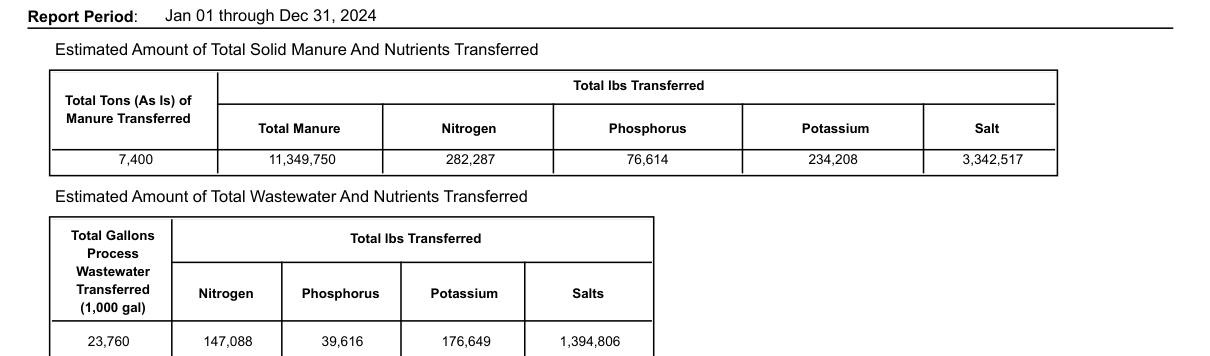 Report Period: Jan 01 through Dec 31, 2024
Estimated Amount of Total Solid Manure And Nutrients Transferred
Total Tons (As Is) of
Manure Transferred
Total lbs Transferred
Total Manure Nitrogen Phosphorus Potassium Salt
7,400 11,349,750 282,287 76,614 234,208 3,342,517
Estimated Amount of Total Wastewater And Nutrients Transferred
Total Gallons
Process
Wastewater
Transferred
(1,000 gal)
Total lbs Transferred
Nitrogen Phosphorus Potassium Salts
23,760 147,088 39,616 176,649 1,394,806